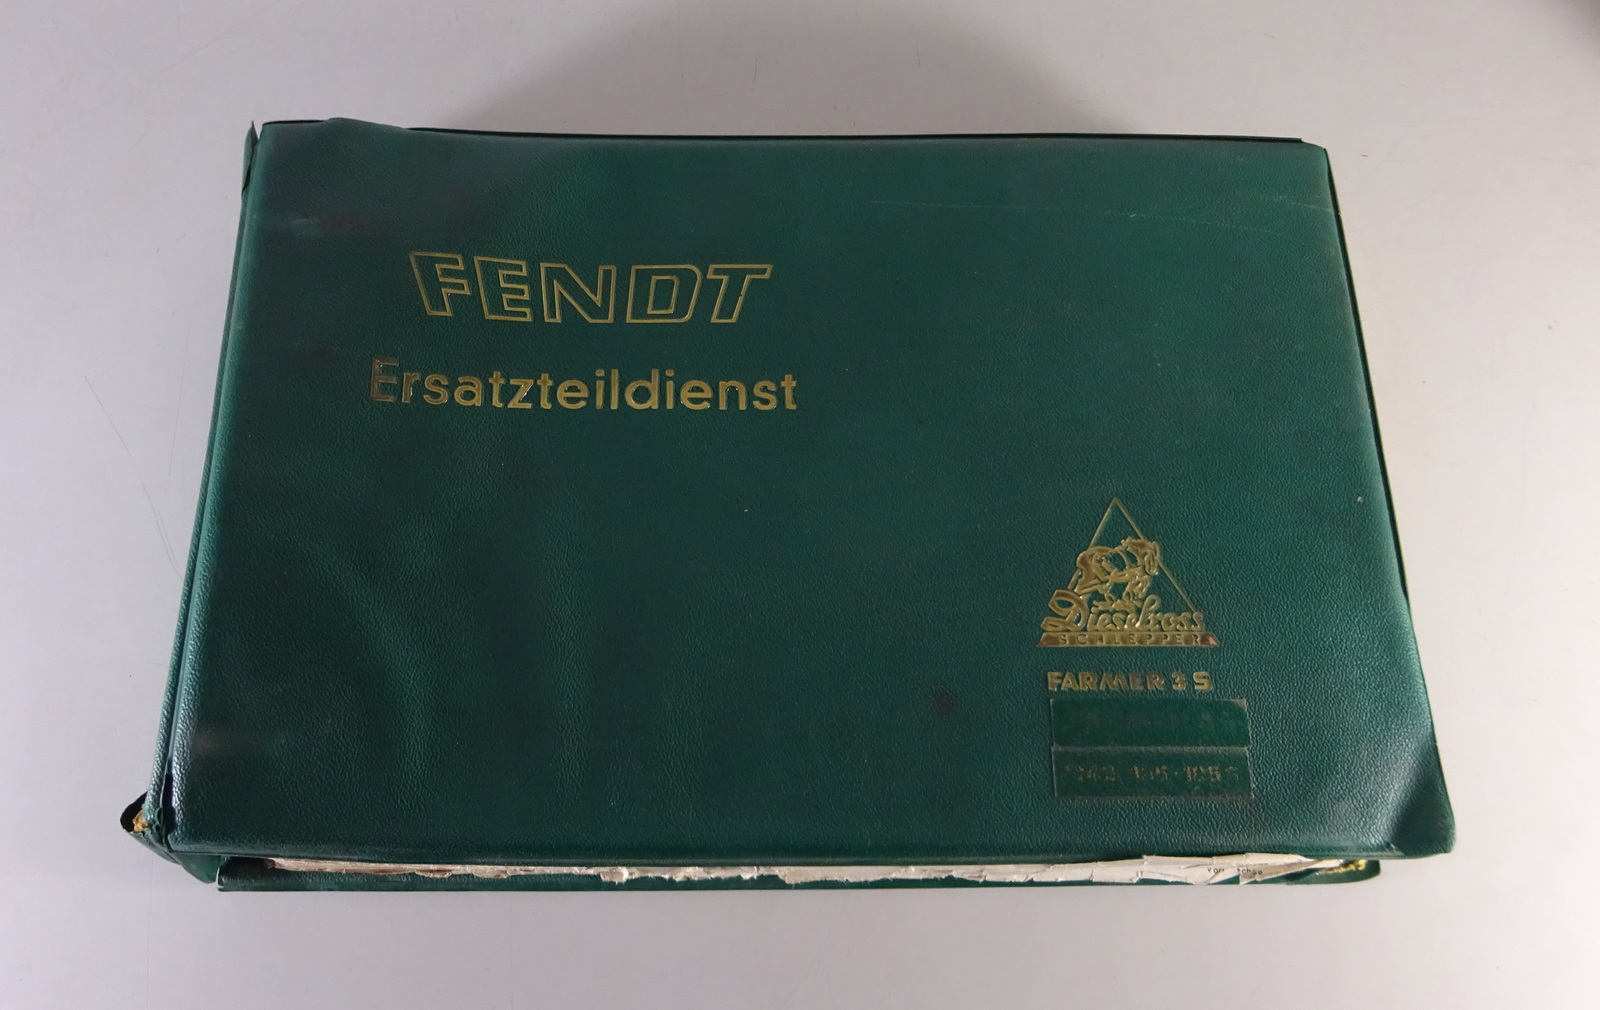 FENDT
Ersatzteildienst
Dieselross
SCHLEPPER
FARMER 3 S